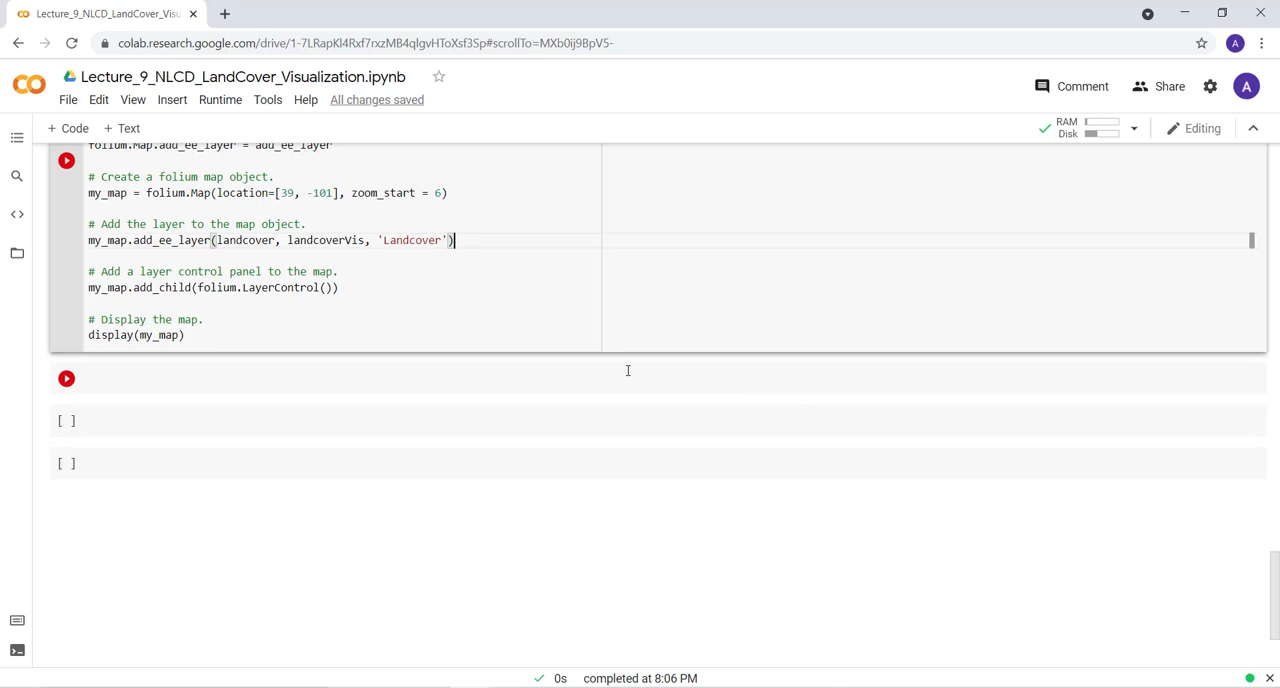 Lecture_9_NLCD_LandCover_Visu
colab.research.google.com/drive/1-7LRapKl4Rxf7rxzMB4qlgvHToXsf3Sp#scrollTo=MXb0ij9BpV5-
A
Lecture_9_NLCD_LandCover_Visualization.ipynb
Comment
Share
A
File Edit View Insert Runtime Tools Help All changes saved
+ Code + Text
RAM
Disk
Editing
folium.Map.add_ee_layer = add_ee_layer
# Create a folium map object.
my_map = folium.Map(location=[39, -101], zoom_start = 6)
# Add the layer to the map object.
my_map.add_ee_layer(landcover, landcoverVis, 'Landcover')
# Add a layer control panel to the map.
my_map.add_child(folium.LayerControl())
# Display the map.
display(my_map)
[ ]
[ ]
0s completed at 8:06 PM